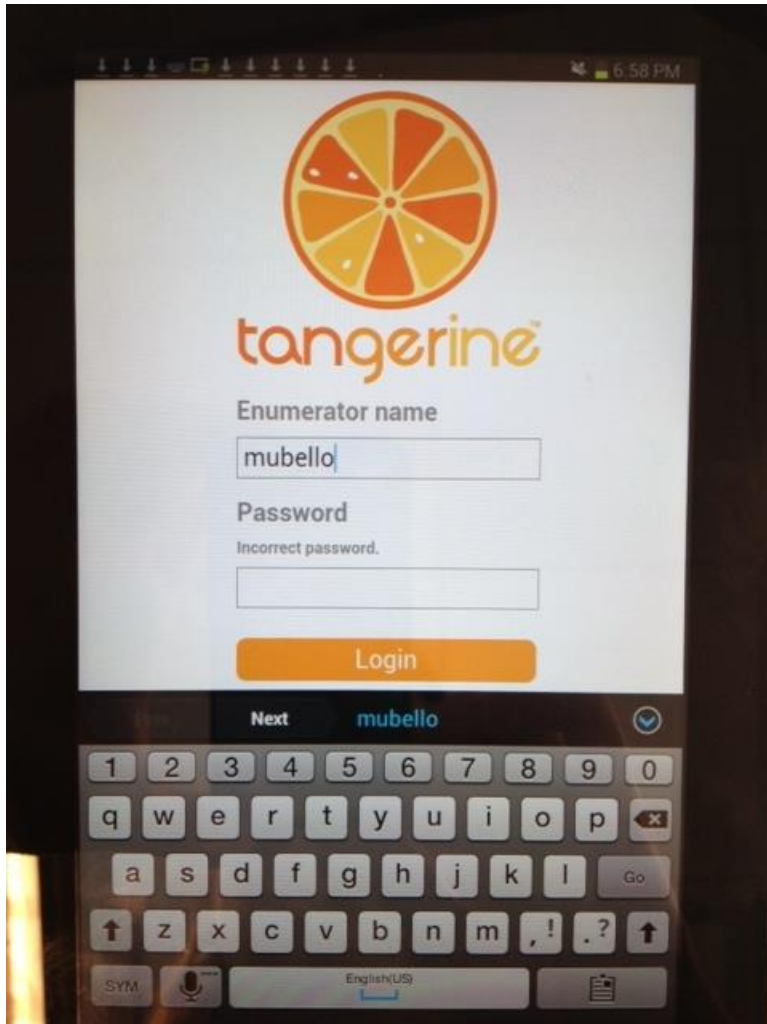 6:58 PM
tangerine™
Enumerator name
mubello
Password
Incorrect password.
Login
Next mubello
1 2 3 4 5 6 7 8 9 0
q w e r t y u i o p
a s d f g h j k l Go
z x c v b n m , ! . ?
SYM English(US)